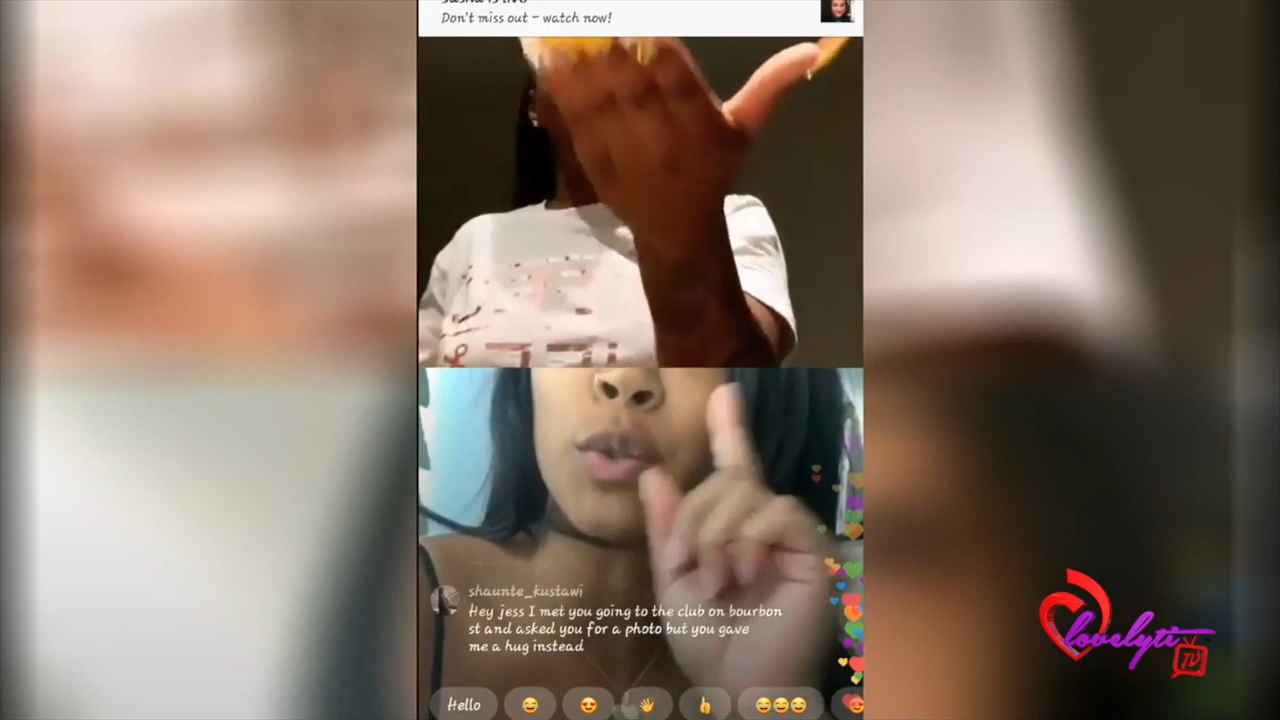 Don't miss out - watch now!
shaunte_kustawi
Hey jess I met you going to the club on bourbon
st and asked you for a photo but you gave
me a hug instead
Hello
lovelyti
TV